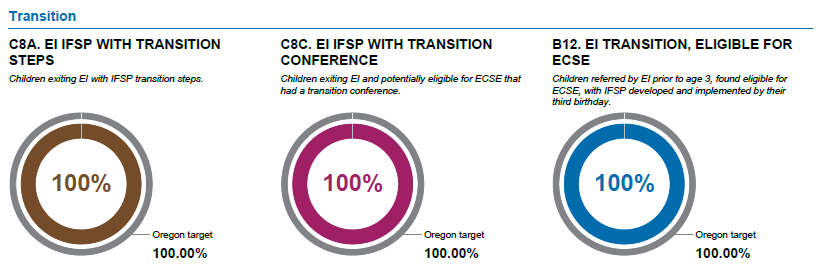 Transition
C8A. EI IFSP WITH TRANSITION
STEPS
Children exiting EI with IFSP transition steps.
100%
Oregon target
100.00%
C8C. EI IFSP WITH TRANSITION
CONFERENCE
Children exiting EI and potentially eligible for ECSE that
had a transition conference.
100%
Oregon target
100.00%
B12. EI TRANSITION, ELIGIBLE FOR
ECSE
Children referred by EI prior to age 3, found eligible for
ECSE, with IFSP developed and implemented by their
third birthday.
100%
Oregon target
100.00%